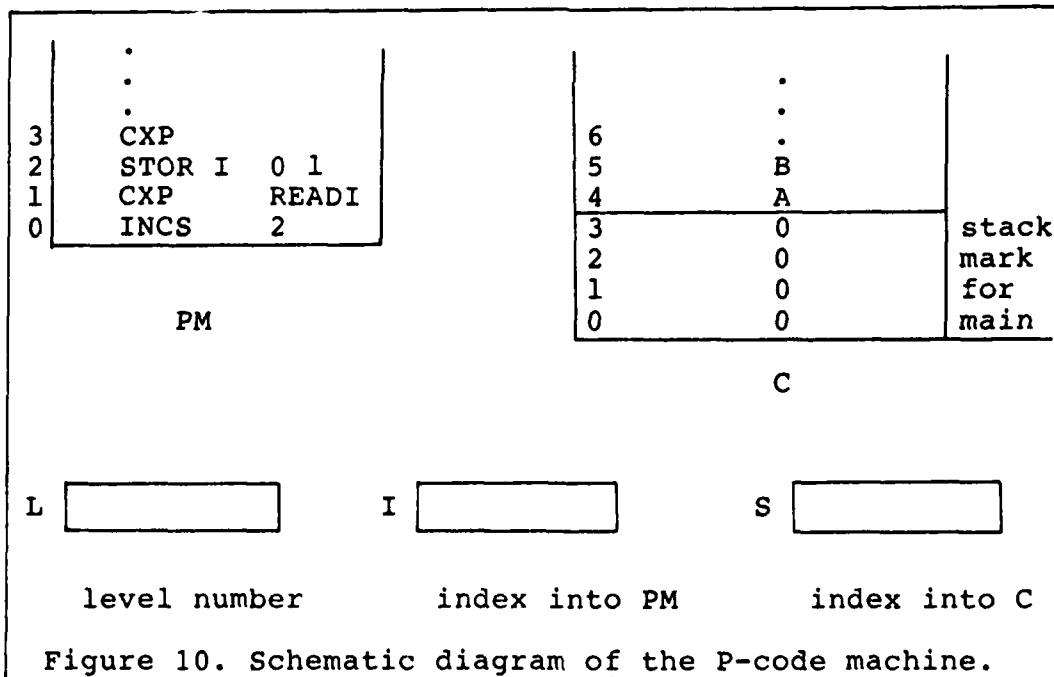 3 CXP
2 STOR I 0 1
1 CXP READI
0 INCS 2
PM
6
5 B
4 A
3 0 stack
2 0 mark
1 0 for
0 0 main
C
L I S
level number index into PM index into C
Figure 10. Schematic diagram of the P-code machine.